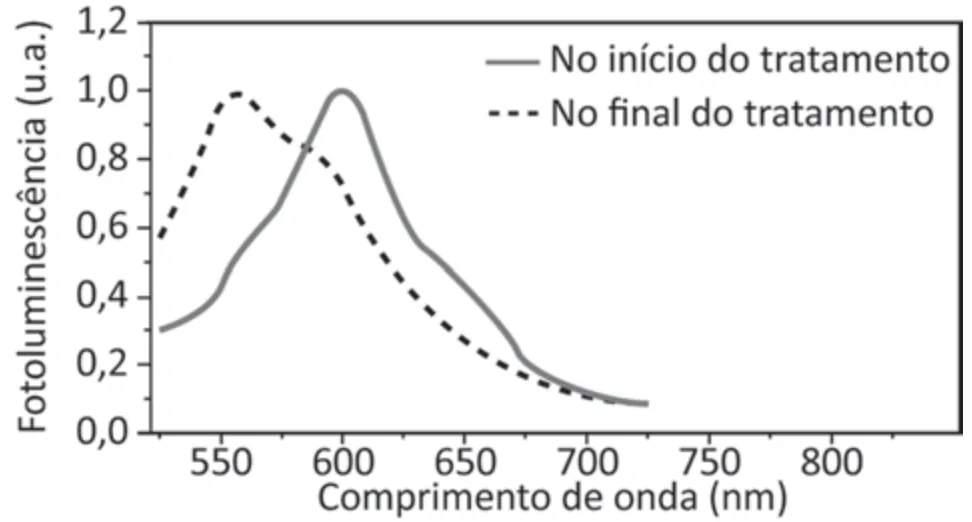 Fotoluminescência (u.a.)
1,2
1,0
0,8
0,6
0,4
0,2
0,0
No início do tratamento
No final do tratamento
550 600 650 700 750 800
Comprimento de onda (nm)